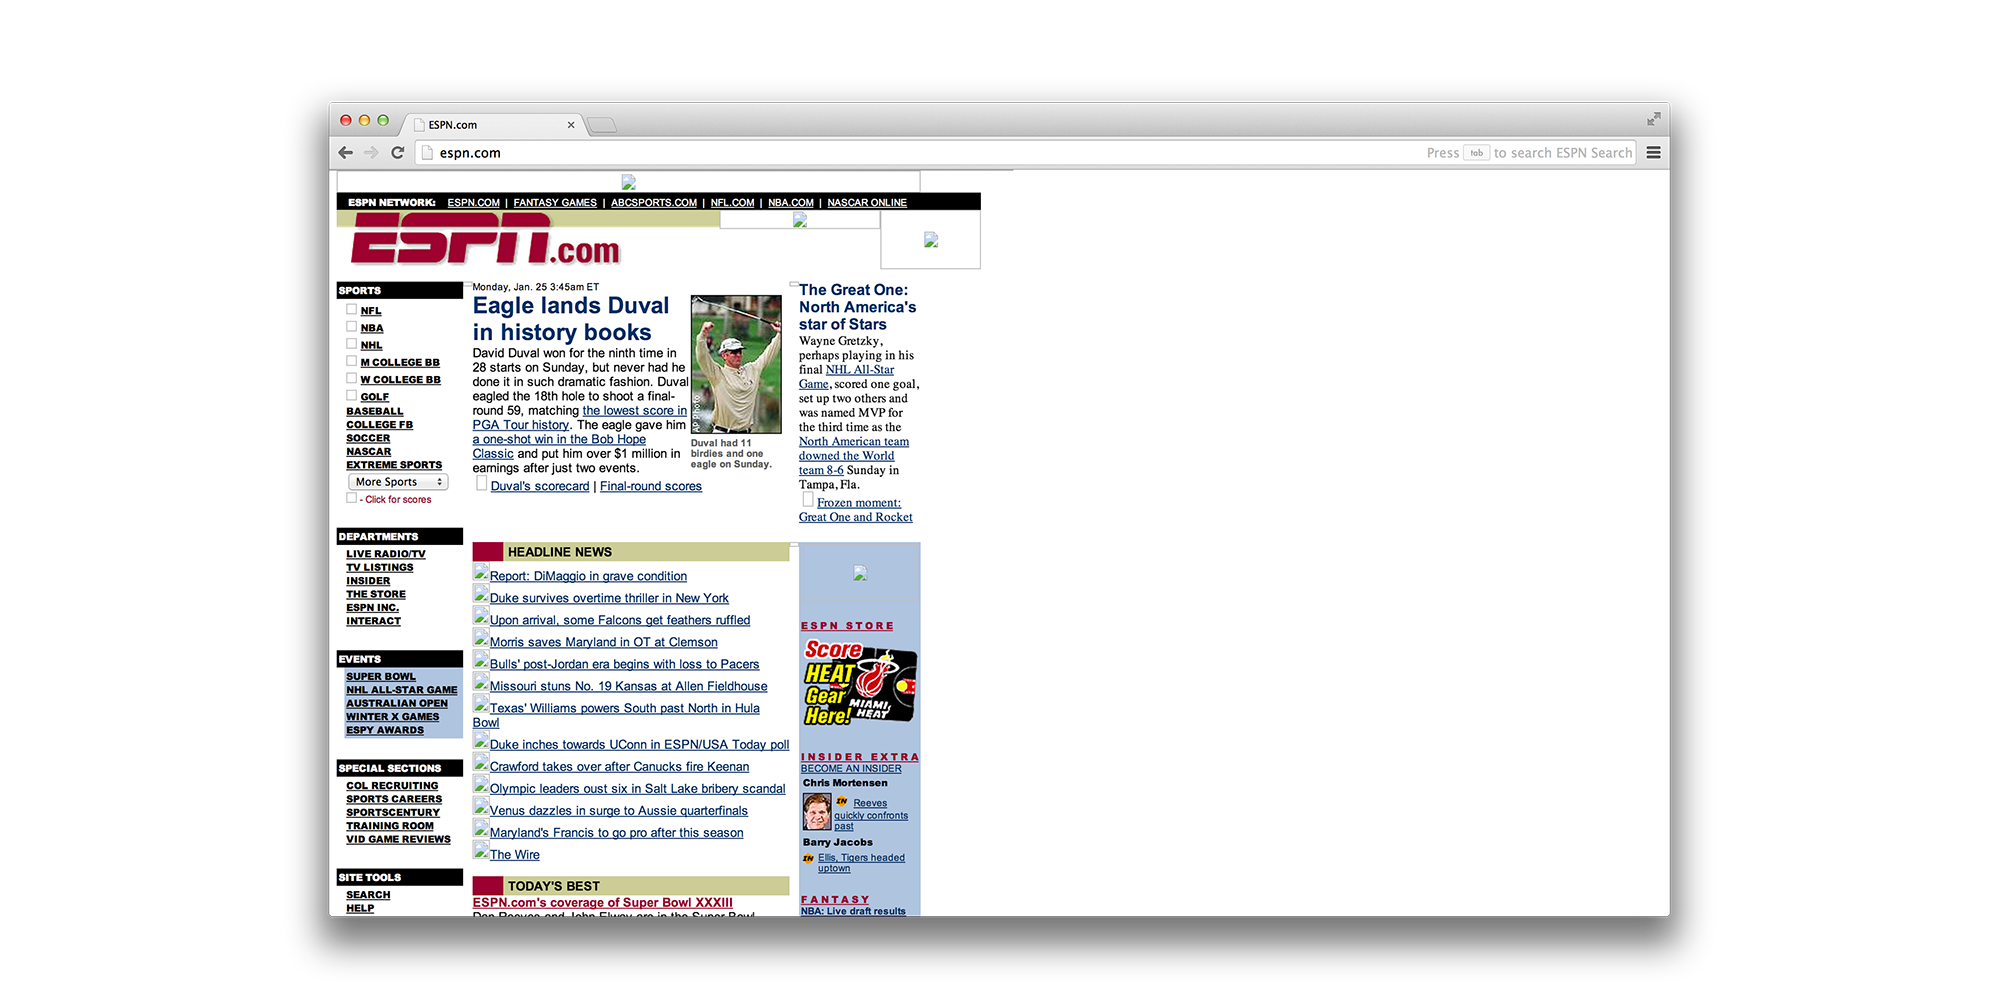 ESPN.com
espn.com
Press tab to search ESPN Search
ESPN NETWORK: ESPN.COM | FANTASY GAMES | ABCSPORTS.COM | NFL.COM | NBA.COM | NASCAR ONLINE
ESPN.com
SPORTS
NFL
NBA
NHL
M COLLEGE BB
W COLLEGE BB
GOLF
BASEBALL
COLLEGE FB
SOCCER
NASCAR
EXTREME SPORTS
More Sports
- Click for scores
DEPARTMENTS
LIVE RADIO/TV
TV LISTINGS
INSIDER
THE STORE
ESPN INC.
INTERACT
EVENTS
SUPER BOWL
NHL ALL-STAR GAME
AUSTRALIAN OPEN
WINTER X GAMES
ESPY AWARDS
SPECIAL SECTIONS
COL RECRUITING
SPORTS CAREERS
SPORTSCENTURY
TRAINING ROOM
VID GAME REVIEWS
SITE TOOLS
SEARCH
HELP
Monday, Jan. 25 3:45am ET
Eagle lands Duval
in history books
David Duval won for the ninth time in
28 starts on Sunday, but never had he
done it in such dramatic fashion. Duval
eagled the 18th hole to shoot a final-
round 59, matching the lowest score in
PGA Tour history. The eagle gave him
a one-shot win in the Bob Hope
Classic and put him over $1 million in
earnings after just two events.
Duval's scorecard | Final-round scores
AP Photo
Duval had 11
birdies and one
eagle on Sunday.
HEADLINE NEWS
Report: DiMaggio in grave condition
Duke survives overtime thriller in New York
Upon arrival, some Falcons get feathers ruffled
Morris saves Maryland in OT at Clemson
Bulls' post-Jordan era begins with loss to Pacers
Missouri stuns No. 19 Kansas at Allen Fieldhouse
Texas' Williams powers South past North in Hula
Bowl
Duke inches towards UConn in ESPN/USA Today poll
Crawford takes over after Canucks fire Keenan
Olympic leaders oust six in Salt Lake bribery scandal
Venus dazzles in surge to Aussie quarterfinals
Maryland's Francis to go pro after this season
The Wire
TODAY'S BEST
ESPN.com's coverage of Super Bowl XXXIII
Dan Reeves and John Elway are in the Super Bowl
The Great One:
North America's
star of Stars
Wayne Gretzky,
perhaps playing in his
final NHL All-Star
Game, scored one goal,
set up two others and
was named MVP for
the third time as the
North American team
downed the World
team 8-6 Sunday in
Tampa, Fla.
Frozen moment:
Great One and Rocket
ESPN STORE
Score
HEAT
Gear
Here!
MIAMI
HEAT
INSIDER EXTRA
BECOME AN INSIDER
Chris Mortensen
IN Reeves
quickly confronts
past
Barry Jacobs
IN Ellis, Tigers headed
uptown
FANTASY
NBA: Live draft results